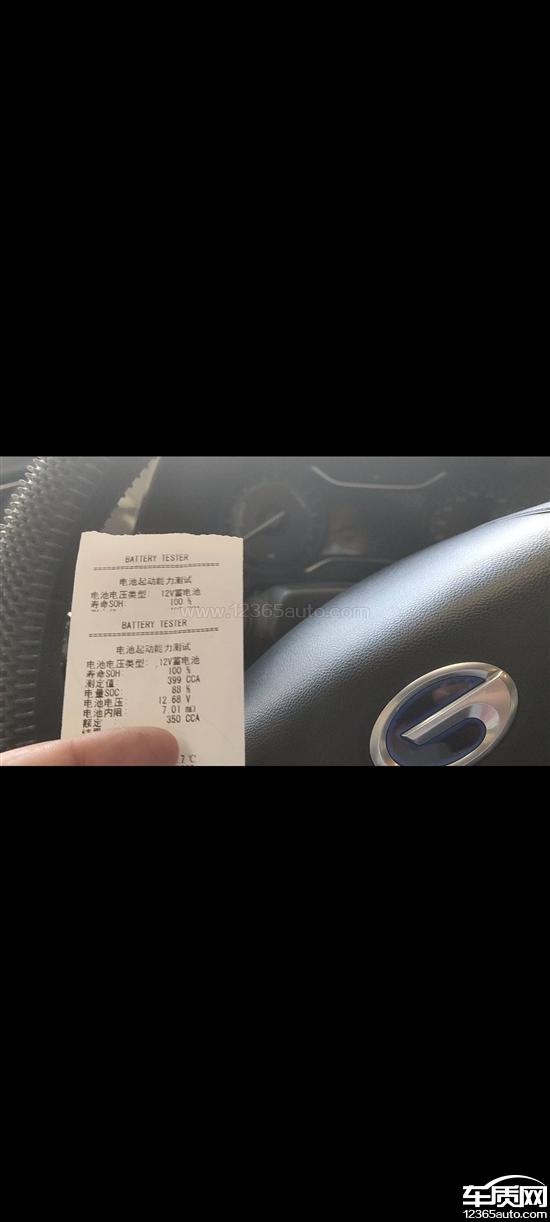 BATTERY TESTER
电池起动能力测试
电池电压类型: 12V蓄电池
寿命SOH: 100 %
www.12365auto.com
BATTERY TESTER
电池起动能力测试
电池电压类型: 12V蓄电池
寿命SOH: 100 %
测定值: 399 CCA
电量SOC: 88 %
电池电压: 12.68 V
电池内阻: 7.01 mΩ
额定: 350 CCA
7℃
车质网
12365auto.com